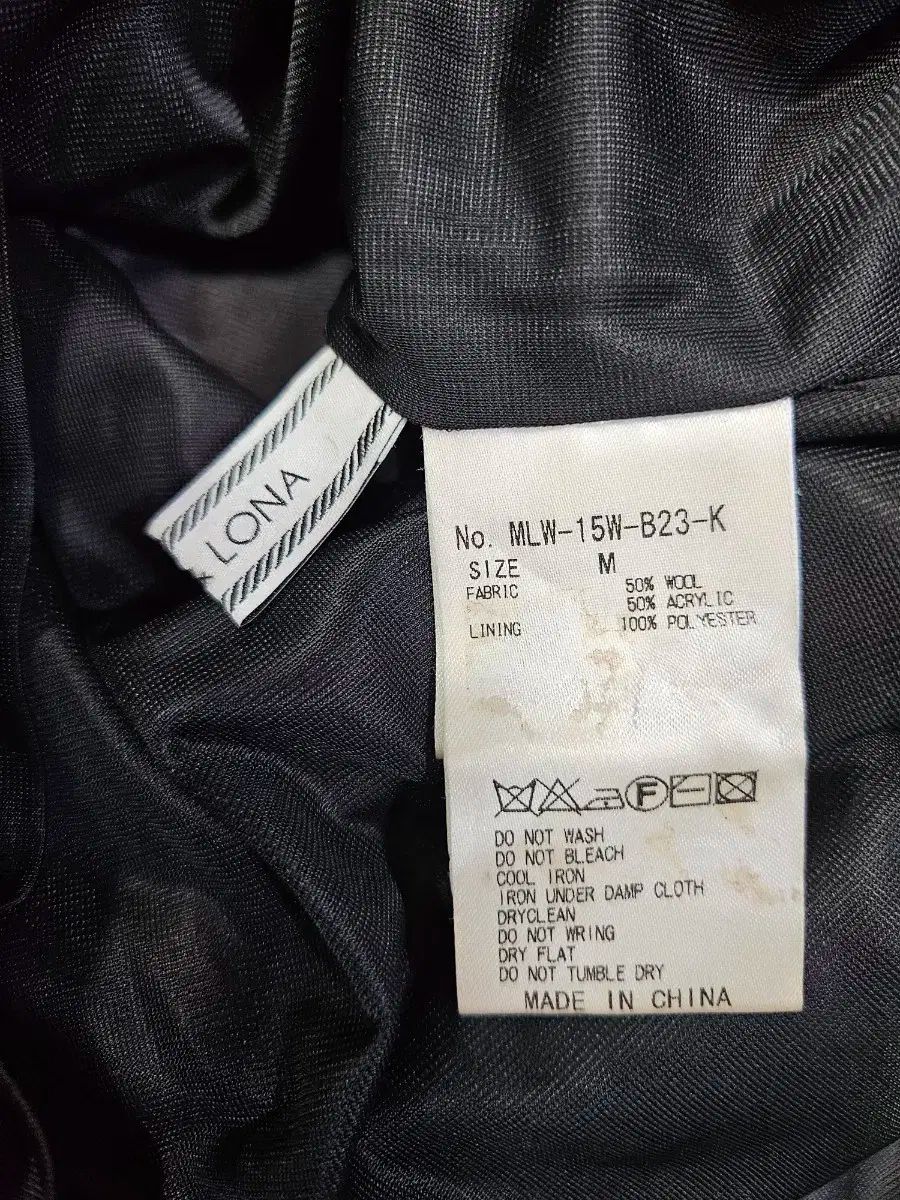 LONA
No. MLW-15W-B23-K
SIZE M
FABRIC 50% WOOL
50% ACRYLIC
LINING 100% POLYESTER
F
DO NOT WASH
DO NOT BLEACH
COOL IRON
IRON UNDER DAMP CLOTH
DRYCLEAN
DO NOT WRING
DRY FLAT
DO NOT TUMBLE DRY
MADE IN CHINA